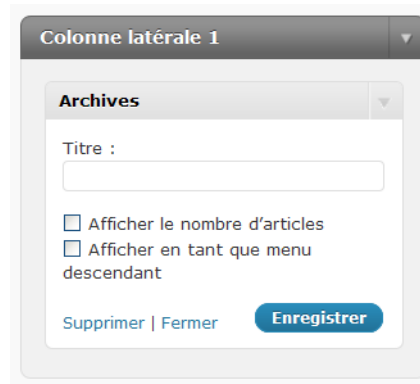 Colonne latérale 1
Archives
Titre :
Afficher le nombre d'articles
Afficher en tant que menu
descendant
Supprimer | Fermer
Enregistrer